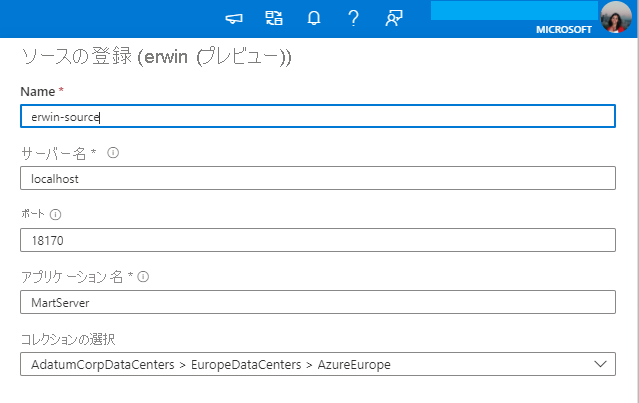 MICROSOFT
ソースの登録 (erwin (プレビュー))
Name *
erwin-source
サーバー名 *
localhost
ポート
18170
アプリケーション名 *
MartServer
コレクションの選択
AdatumCorpDataCenters > EuropeDataCenters > AzureEurope